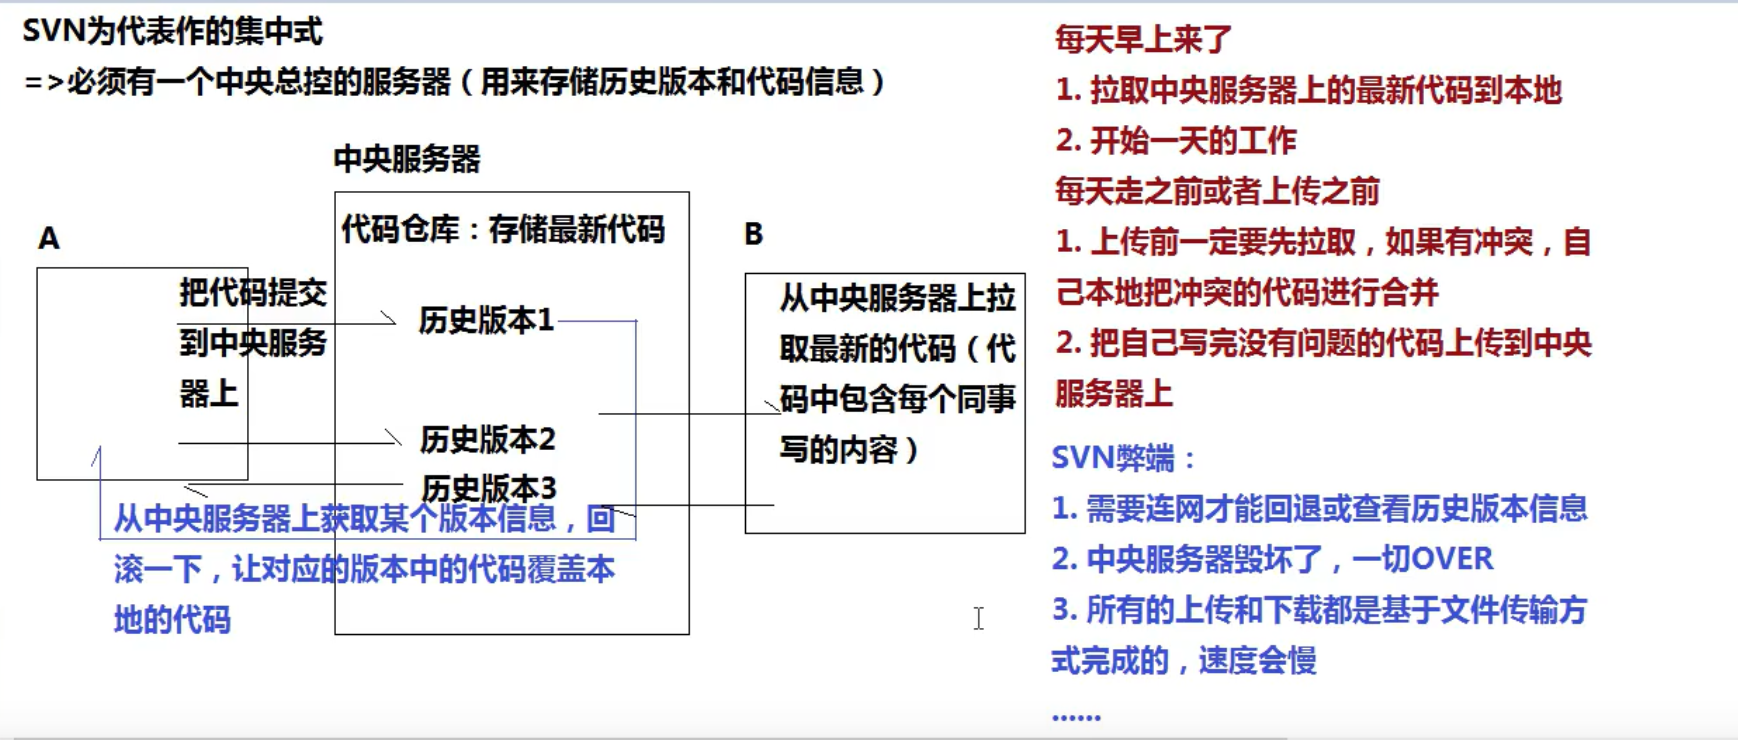 SVN为代表作的集中式
=>必须有一个中央总控的服务器（用来存储历史版本和代码信息）
中央服务器
代码仓库：存储最新代码
A
把代码提交
到中央服务
器上
历史版本1
历史版本2
历史版本3
从中央服务器上获取某个版本信息，回
滚一下，让对应的版本中的代码覆盖本
地的代码
B
从中央服务器上拉
取最新的代码（代
码中包含每个同事
写的内容）
每天早上来了
1. 拉取中央服务器上的最新代码到本地
2. 开始一天的工作
每天走之前或者上传之前
1. 上传前一定要先拉取，如果有冲突，自
己本地把冲突的代码进行合并
2. 把自己写完没有问题的代码上传到中央
服务器上
SVN弊端：
1. 需要连网才能回退或查看历史版本信息
2. 中央服务器毁坏了，一切OVER
3. 所有的上传和下载都是基于文件传输方
式完成的，速度会慢
......